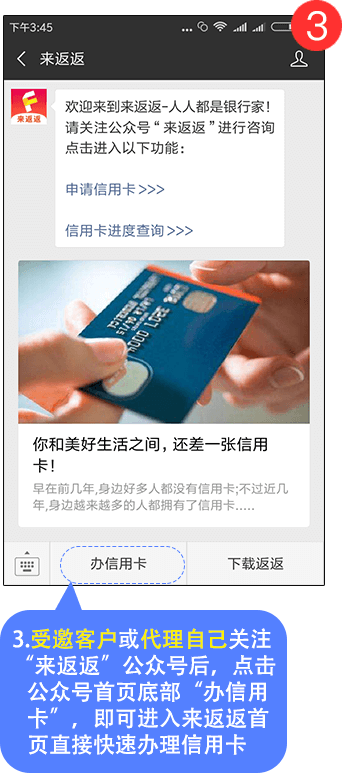 下午3:45
3
来返返
来返返
欢迎来到来返返-人人都是银行家！
请关注公众号“来返返”进行咨询
点击进入以下功能：
申请信用卡>>>
信用卡进度查询>>>
你和美好生活之间，还差一张信用
卡！
早在前几年,身边好多人都没有信用卡;不过近几
年,身边越来越多的人都拥有了信用卡.....
办信用卡
下载返返
3.受邀客户或代理自己关注
“来返返”公众号后，点击
公众号首页底部“办信用
卡”，即可进入来返返首
页直接快速办理信用卡